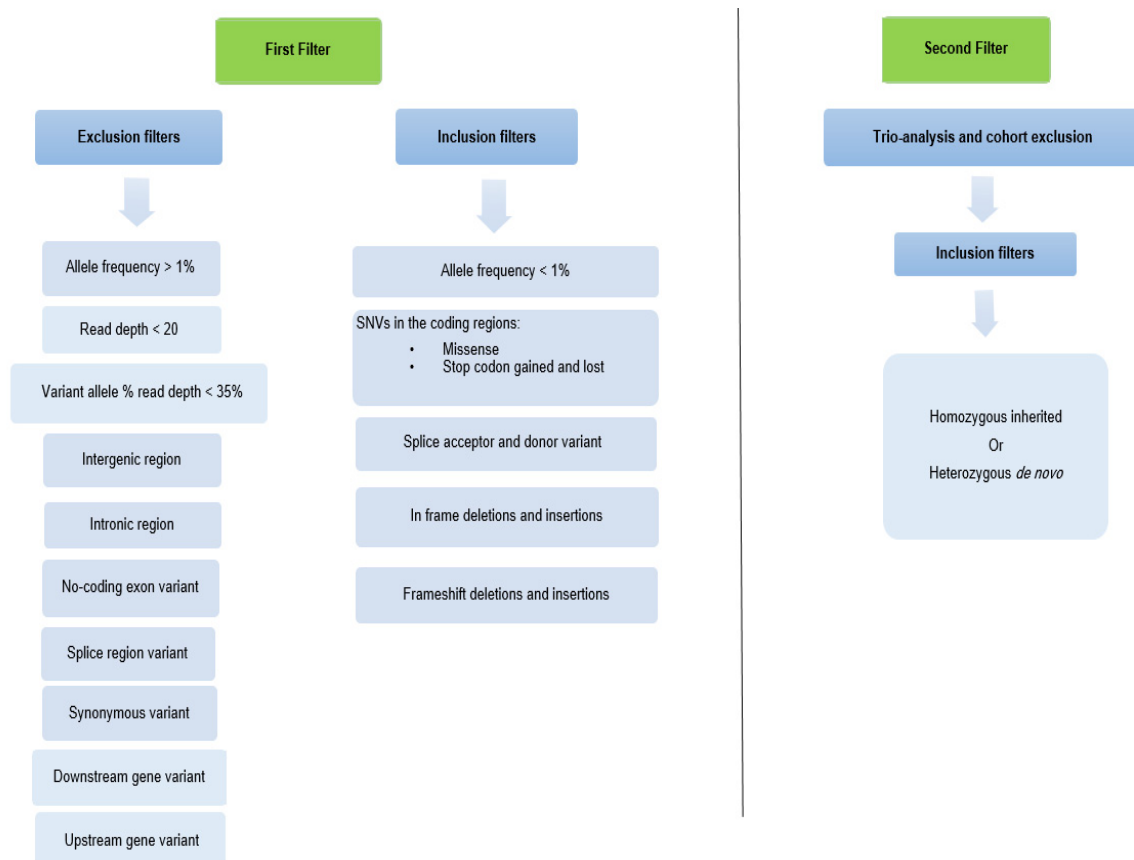 First Filter
Exclusion filters
Allele frequency > 1%
Read depth < 20
Variant allele % read depth < 35%
Intergenic region
Intronic region
No-coding exon variant
Splice region variant
Synonymous variant
Downstream gene variant
Upstream gene variant
Inclusion filters
Allele frequency < 1%
SNVs in the coding regions:
• Missense
• Stop codon gained and lost
Splice acceptor and donor variant
In frame deletions and insertions
Frameshift deletions and insertions
Second Filter
Trio-analysis and cohort exclusion
Inclusion filters
Homozygous inherited
Or
Heterozygous de novo